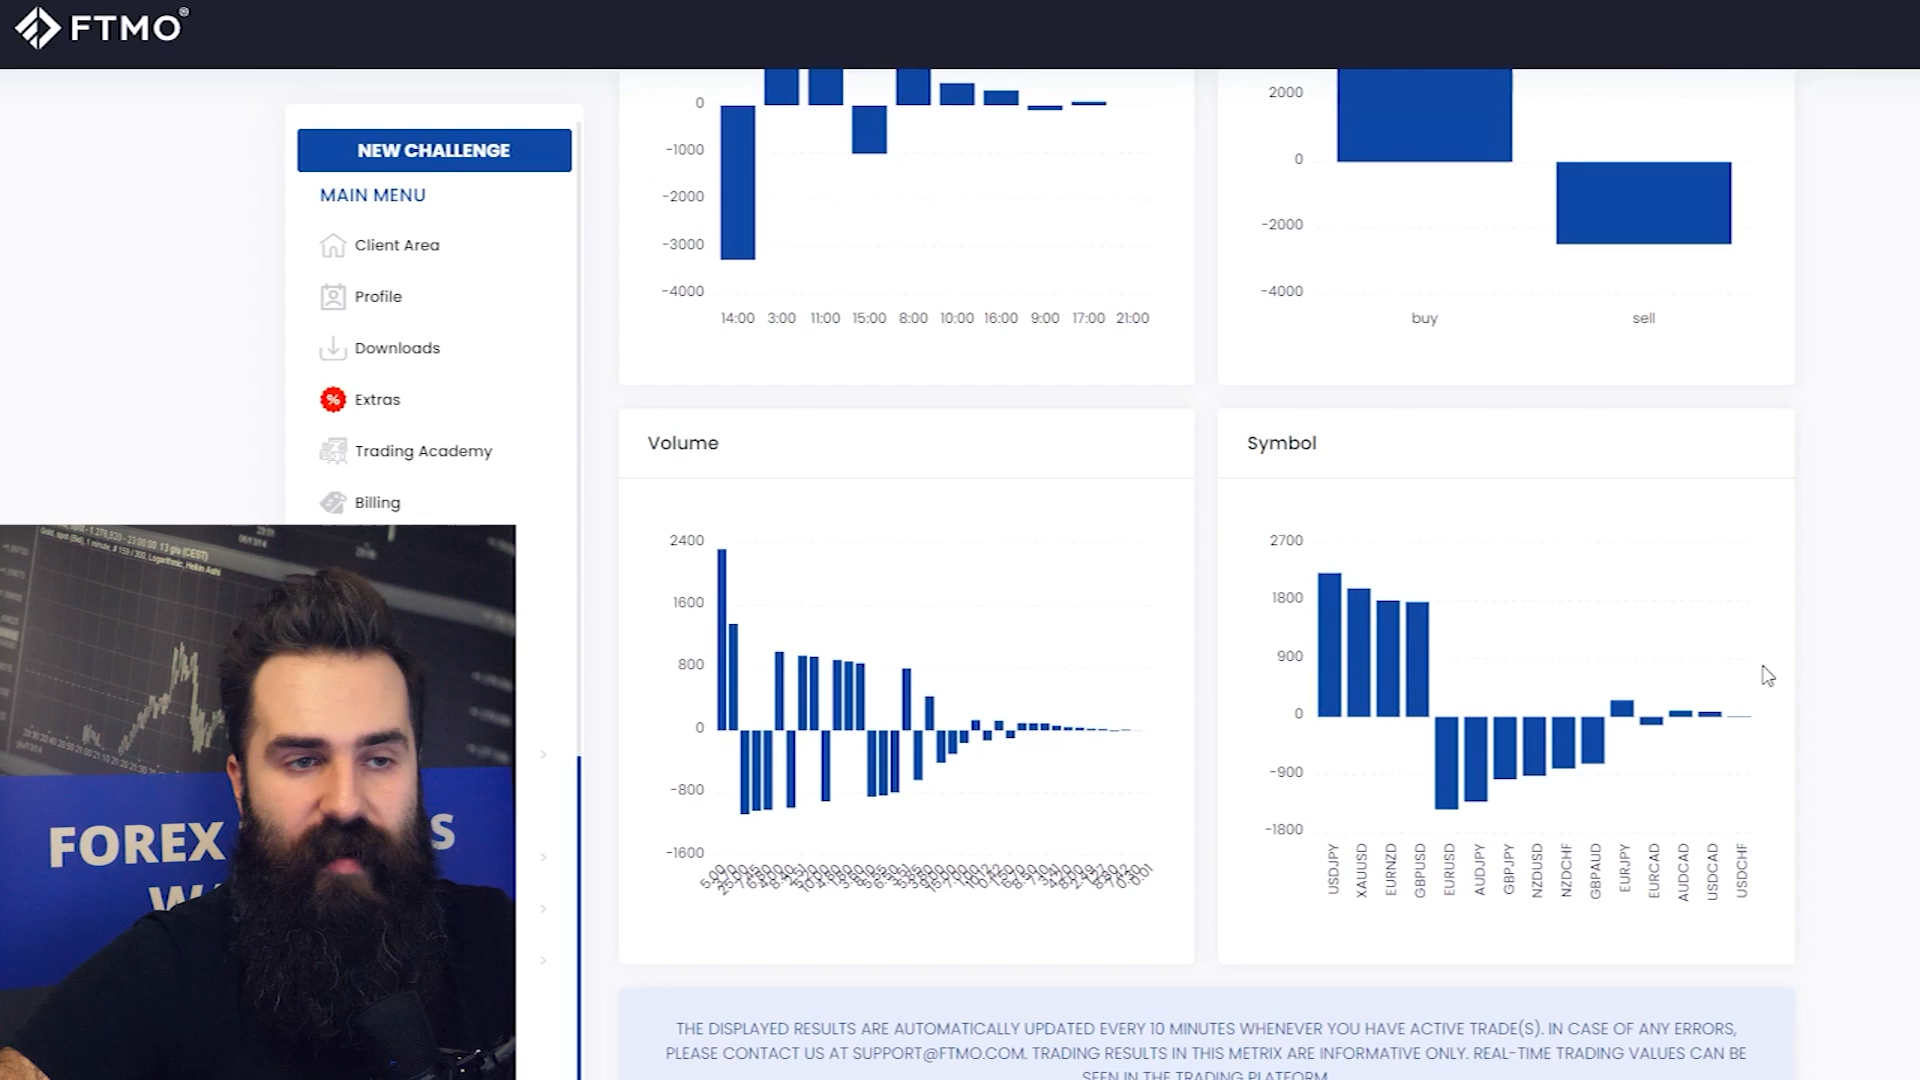 FTMO®
NEW CHALLENGE
MAIN MENU
Client Area
Profile
Downloads
Extras
Trading Academy
Billing
0
-1000
-2000
-3000
-4000
14:00 3:00 11:00 15:00 8:00 10:00 16:00 9:00 17:00 21:00
2000
0
-2000
-4000
buy sell
Volume
2400
1600
800
0
-800
-1600
Symbol
2700
1800
900
0
-900
-1800
USDJPY XAUUSD EURNZD GBPUSD EURUSD AUDJPY GBPJPY NZDUSD NZDCHF GBPAUD EURJPY EURCAD AUDCAD USDCAD USDCHF
THE DISPLAYED RESULTS ARE AUTOMATICALLY UPDATED EVERY 10 MINUTES WHENEVER YOU HAVE ACTIVE TRADE(S). IN CASE OF ANY ERRORS,
PLEASE CONTACT US AT SUPPORT@FTMO.COM. TRADING RESULTS IN THIS METRIX ARE INFORMATIVE ONLY. REAL-TIME TRADING VALUES CAN BE
SEEN IN THE TRADING PLATFORM
FOREX